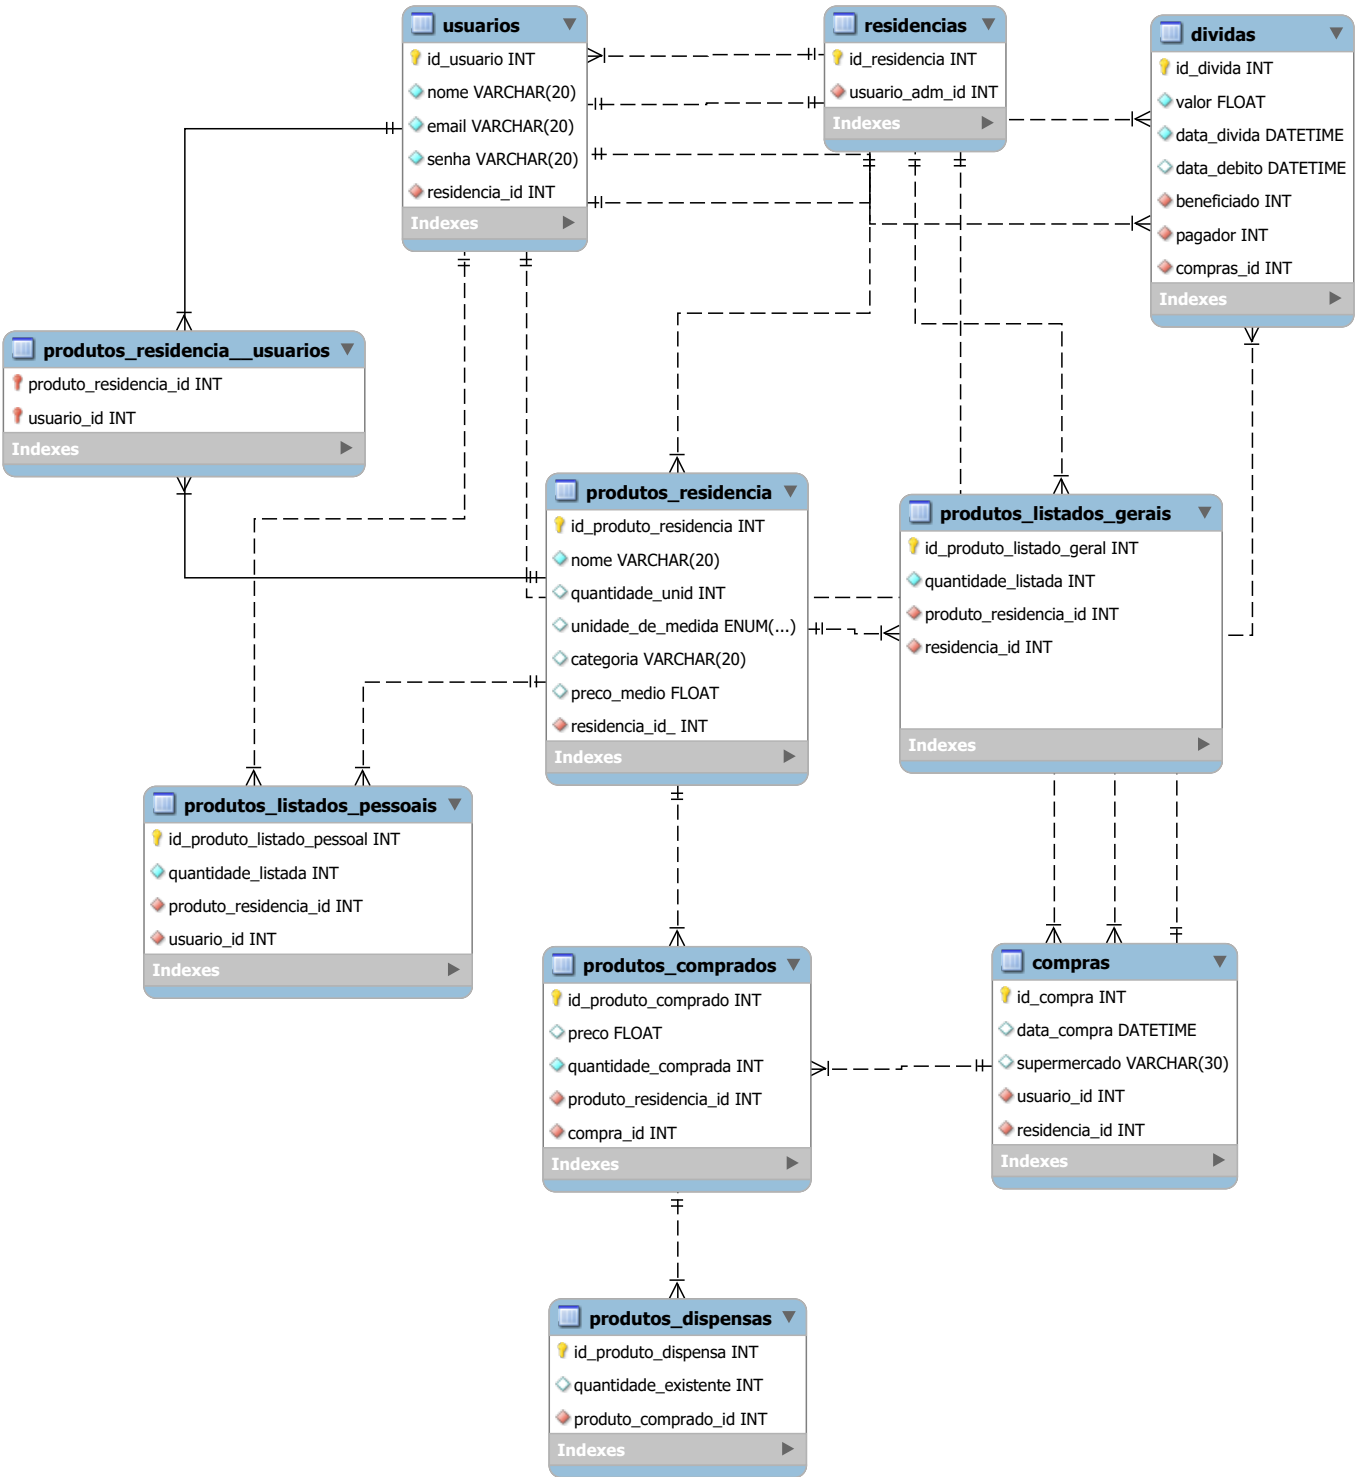 usuarios
id_usuario INT
nome VARCHAR(20)
email VARCHAR(20)
senha VARCHAR(20)
residencia_id INT
Indexes
residencias
id_residencia INT
usuario_adm_id INT
Indexes
dividas
id_divida INT
valor FLOAT
data_divida DATETIME
data_debito DATETIME
beneficiado INT
pagador INT
compras_id INT
Indexes
produtos_residencia__usuarios
produto_residencia_id INT
usuario_id INT
Indexes
produtos_residencia
id_produto_residencia INT
nome VARCHAR(20)
quantidade_unid INT
unidade_de_medida ENUM(...)
categoria VARCHAR(20)
preco_medio FLOAT
residencia_id_ INT
Indexes
produtos_listados_gerais
id_produto_listado_geral INT
quantidade_listada INT
produto_residencia_id INT
residencia_id INT
Indexes
produtos_listados_pessoais
id_produto_listado_pessoal INT
quantidade_listada INT
produto_residencia_id INT
usuario_id INT
Indexes
produtos_comprados
id_produto_comprado INT
preco FLOAT
quantidade_comprada INT
produto_residencia_id INT
compra_id INT
Indexes
compras
id_compra INT
data_compra DATETIME
supermercado VARCHAR(30)
usuario_id INT
residencia_id INT
Indexes
produtos_dispensas
id_produto_dispensa INT
quantidade_existente INT
produto_comprado_id INT
Indexes